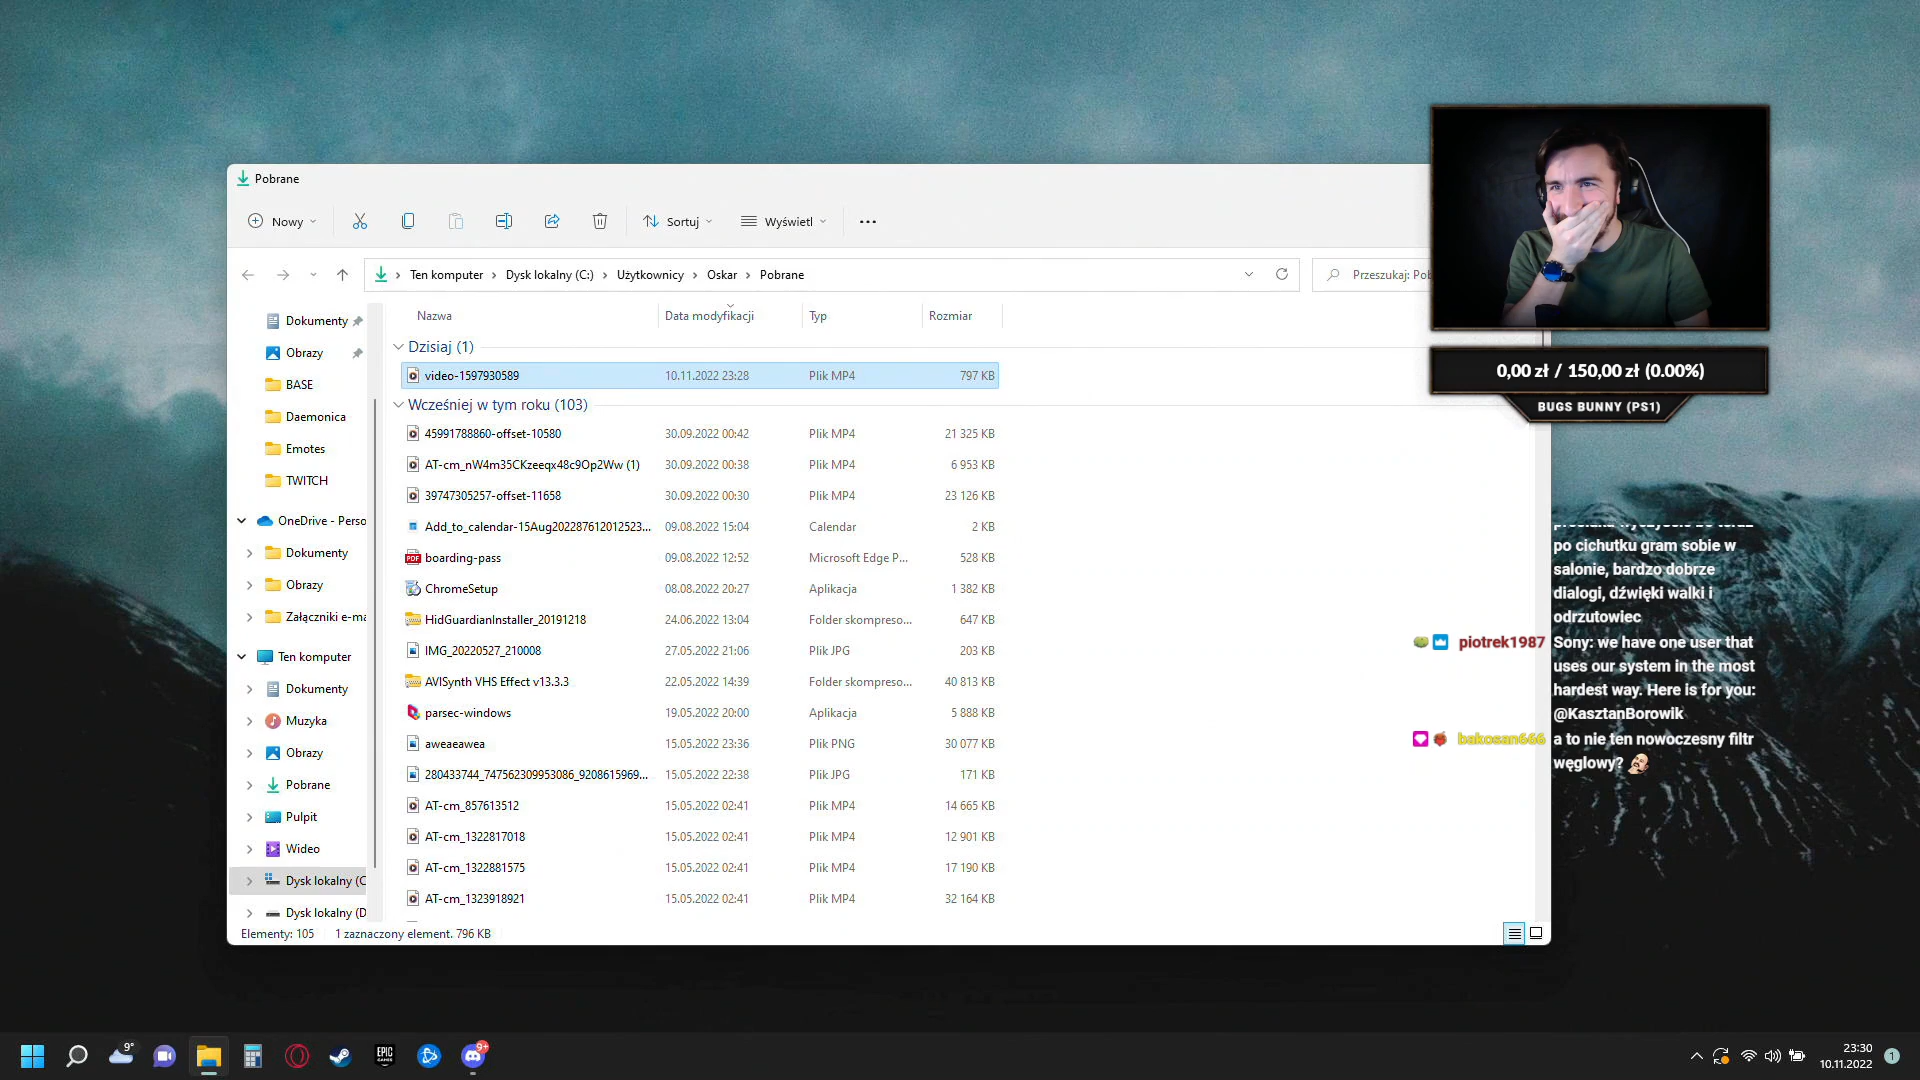 Pobrane
Nowy
Sortuj
Wyświetl
Ten komputer
Dysk lokalny (C:)
Użytkownicy
Oskar
Pobrane
Przeszukaj: Pob
Nazwa
Data modyfikacji
Typ
Rozmiar
Dzisiaj (1)
video-1597930589 10.11.2022 23:28 Plik MP4 797 KB
Wcześniej w tym roku (103)
45991788860-offset-10580 30.09.2022 00:42 Plik MP4 21 325 KB
AT-cm_nW4m35CKzeeqx48c9Op2Ww (1) 30.09.2022 00:38 Plik MP4 6 953 KB
39747305257-offset-11658 30.09.2022 00:30 Plik MP4 23 126 KB
Add_to_calendar-15Aug202287612012523... 09.08.2022 15:04 Calendar 2 KB
boarding-pass 09.08.2022 12:52 Microsoft Edge P... 528 KB
ChromeSetup 08.08.2022 20:27 Aplikacja 1 382 KB
HidGuardianInstaller_20191218 24.06.2022 13:04 Folder skompreso... 647 KB
IMG_20220527_210008 27.05.2022 21:06 Plik JPG 203 KB
AVISynth VHS Effect v13.3.3 22.05.2022 14:39 Folder skompreso... 40 813 KB
parsec-windows 19.05.2022 20:00 Aplikacja 5 888 KB
aweaeawea 15.05.2022 23:36 Plik PNG 30 077 KB
280433744_747562309953086_9208615969... 15.05.2022 22:38 Plik JPG 171 KB
AT-cm_857613512 15.05.2022 02:41 Plik MP4 14 665 KB
AT-cm_1322817018 15.05.2022 02:41 Plik MP4 12 901 KB
AT-cm_1322881575 15.05.2022 02:41 Plik MP4 17 190 KB
AT-cm_1323918921 15.05.2022 02:41 Plik MP4 32 164 KB
Dokumenty
Obrazy
BASE
Daemonica
Emotes
TWITCH
OneDrive - Perso
Dokumenty
Obrazy
Załączniki e-ma
Ten komputer
Dokumenty
Muzyka
Obrazy
Pobrane
Pulpit
Wideo
Dysk lokalny (C
Dysk lokalny (D
Elementy: 105
1 zaznaczony element. 796 KB
0,00 zł / 150,00 zł (0.00%)
BUGS BUNNY (PS1)
po cichutku gram sobie w
salonie, bardzo dobrze
dialogi, dźwięki walki i
odrzutowiec
piotrek1987 Sony: we have one user that
uses our system in the most
hardest way. Here is for you:
@KasztanBorowik
bakosan666 a to nie ten nowoczesny filtr
węglowy?
9°
PDF
EPIC GAMES
9+
23:30
10.11.2022
1